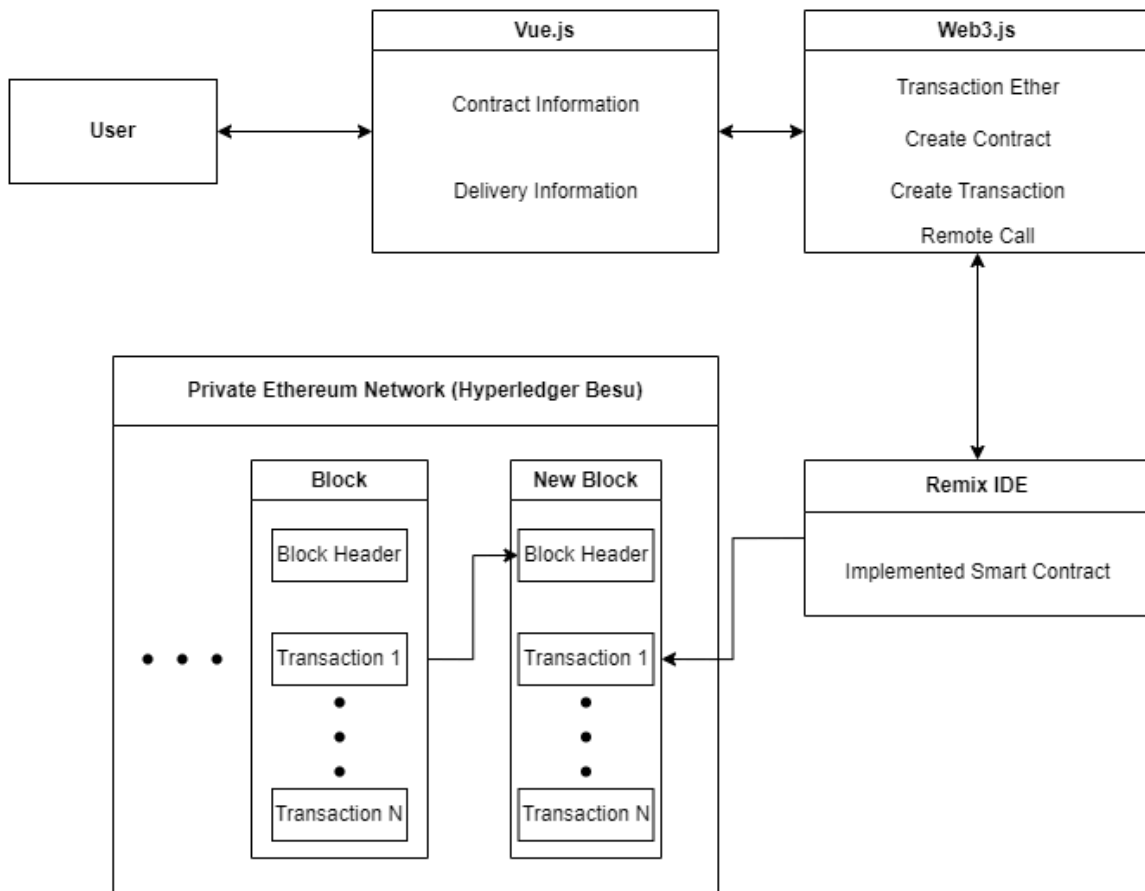 Vue.js
Contract Information
Delivery Information
Web3.js
Transaction Ether
Create Contract
Create Transaction
Remote Call
User
Private Ethereum Network (Hyperledger Besu)
Block
Block Header
Transaction 1
Transaction N
New Block
Block Header
Transaction 1
Transaction N
Remix IDE
Implemented Smart Contract